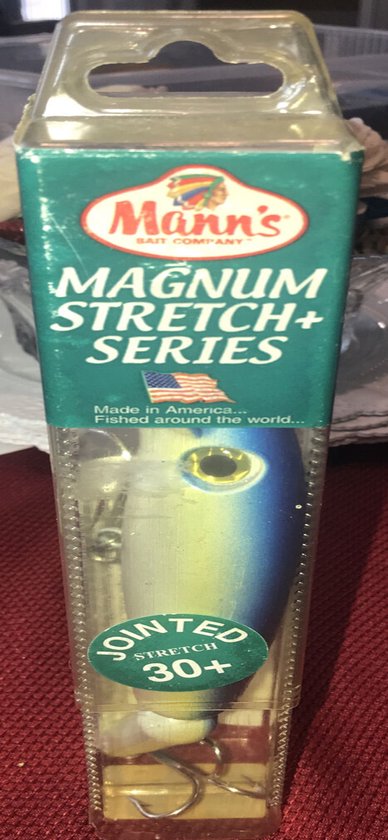 Mann's
BAIT COMPANY
MAGNUM
STRETCH+
SERIES
Made in America...
Fished around the world...
JOINTED
STRETCH
30+